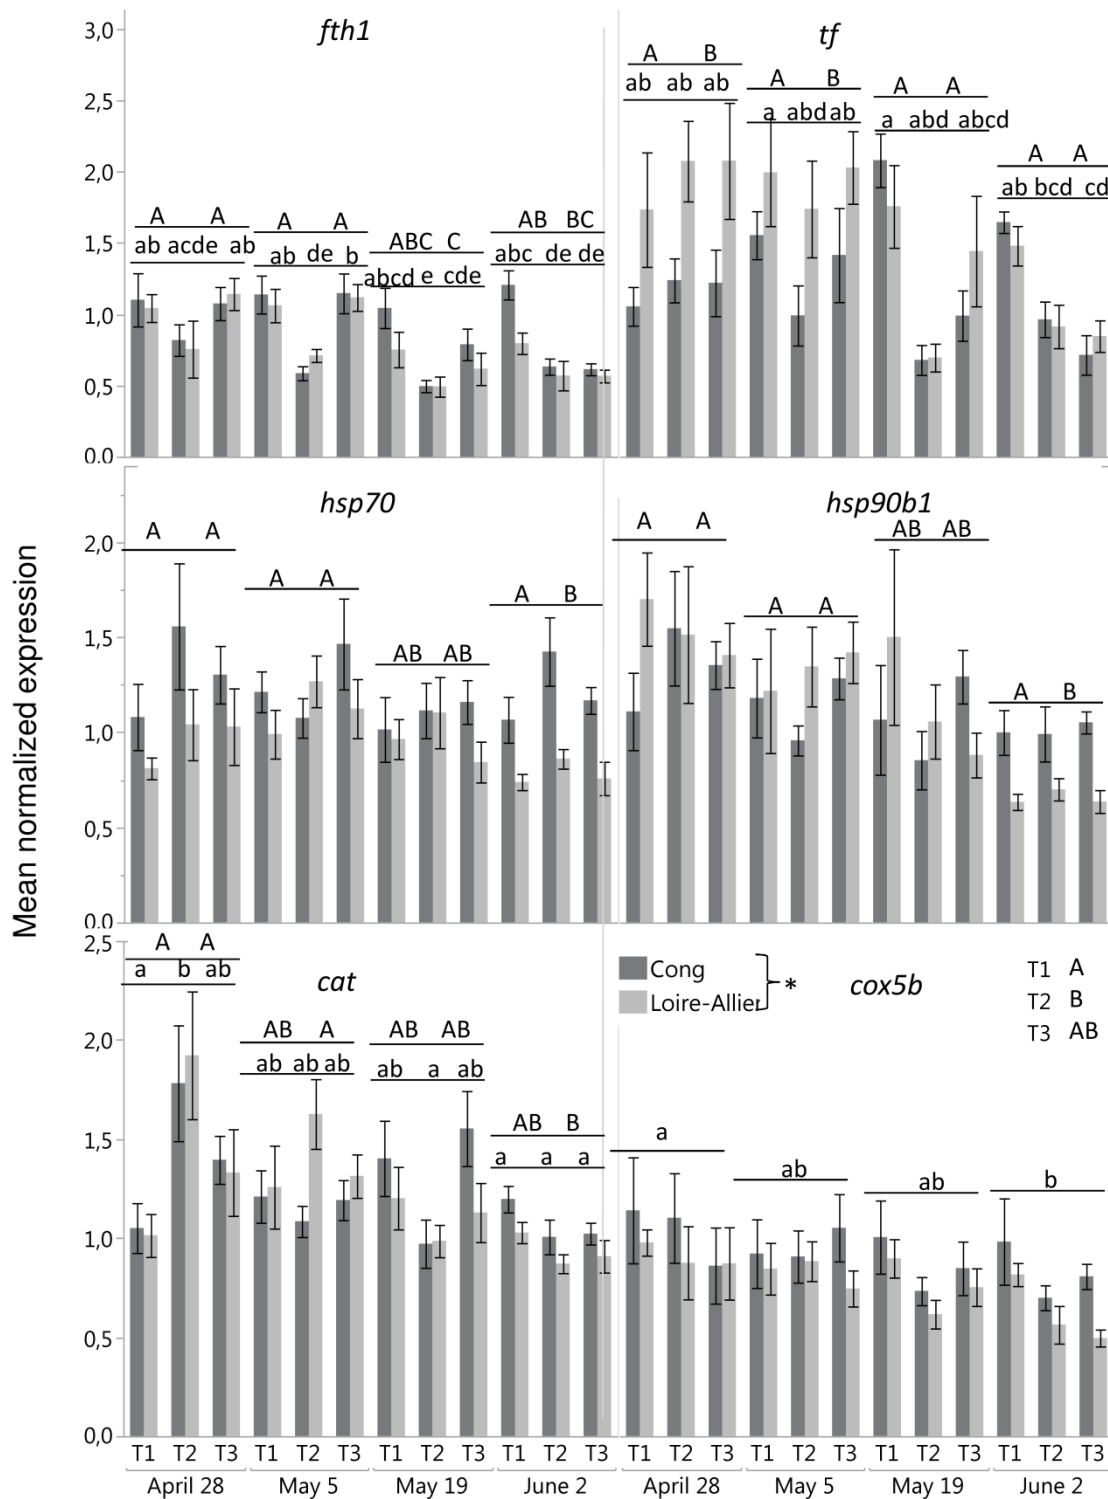 3,0
fth1
tf
A B
ab ab ab
A B
a abd ab
A A
a abd abcd
A A
ab bcd cd
2,5
2,0
A A
ab acde ab
A A
ab de b
ABC C
abcd e cde
AB BC
abc de de
1,5
1,0
0,5
0,0
hsp70
hsp90b1
A A
A A
AB AB
A B
A A
A A
AB AB
A B
2,0
1,5
1,0
0,5
0,0
Mean normalized expression
2,5
A A
a b ab
cat
Cong
Loire-Allier
*
cox5b
T1 A
T2 B
T3 AB
AB A
ab ab ab
AB AB
ab a ab
AB B
a a a
a
ab
ab
b
2,0
1,5
1,0
0,5
0,0
T1 T2 T3 T1 T2 T3 T1 T2 T3 T1 T2 T3 T1 T2 T3 T1 T2 T3 T1 T2 T3 T1 T2 T3
April 28 May 5 May 19 June 2 April 28 May 5 May 19 June 2